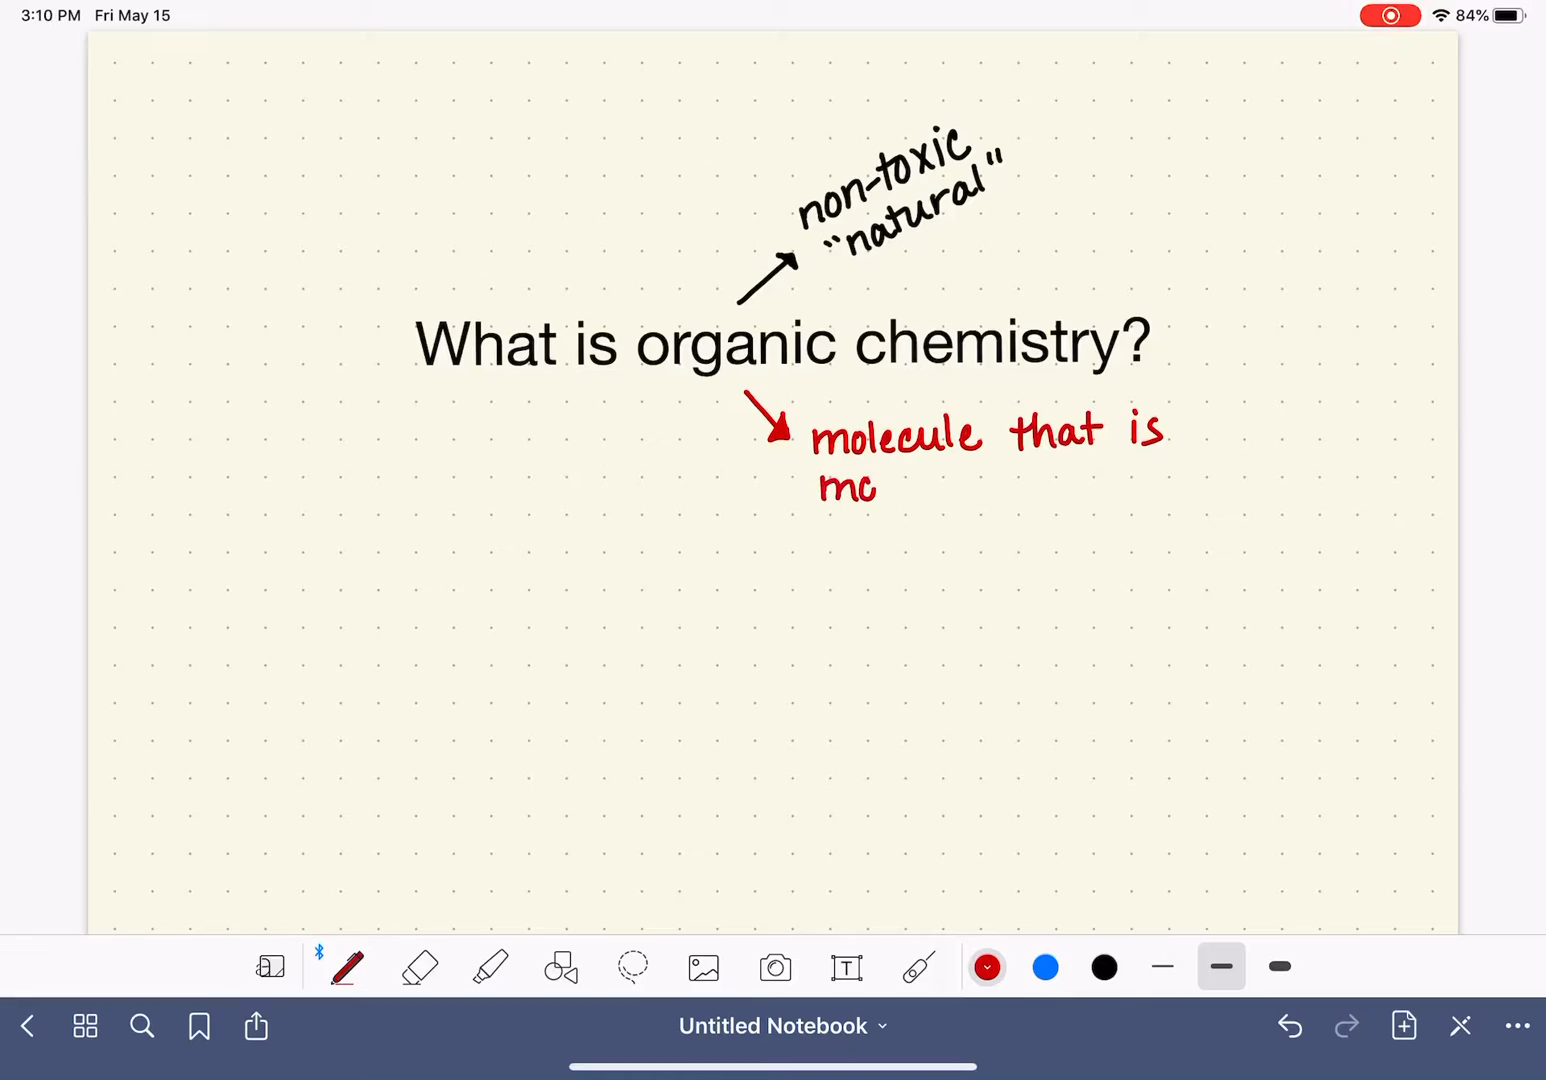 3:10 PM Fri May 15
84%
non-toxic
"natural"
What is organic chemistry?
molecule that is
mc
T
Untitled Notebook